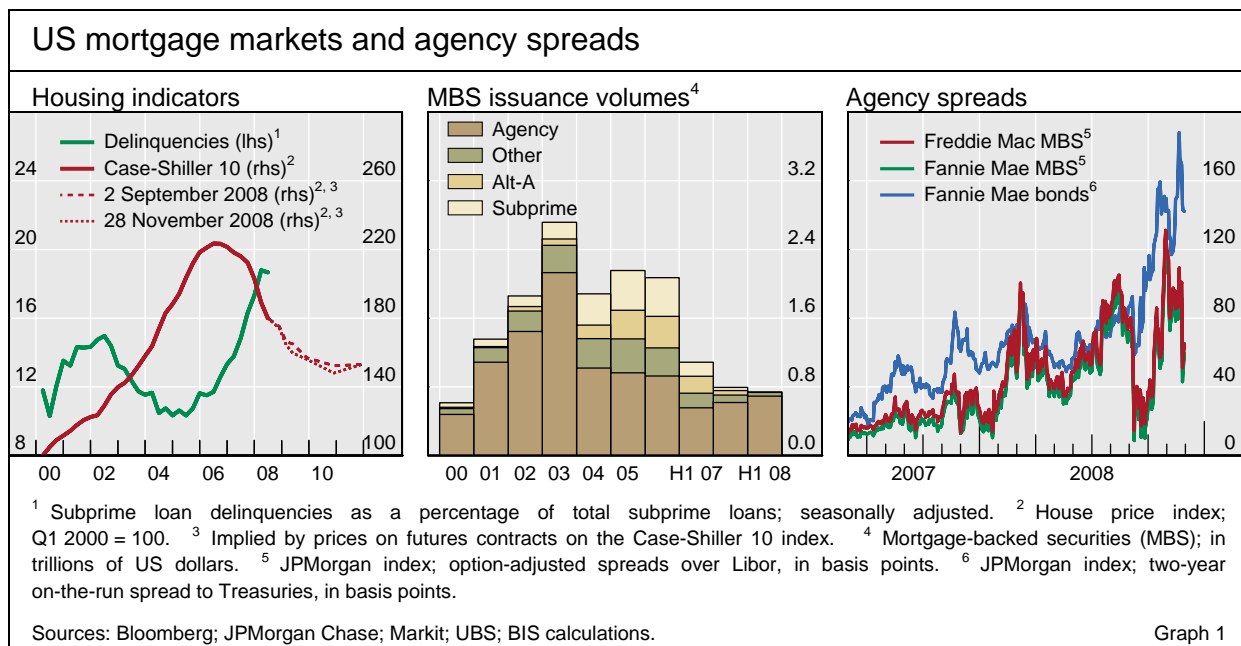 US mortgage markets and agency spreads
Housing indicators
Delinquencies (lhs)1
Case-Shiller 10 (rhs)2
2 September 2008 (rhs)2, 3
28 November 2008 (rhs)2, 3
24 260
20 220
16 180
12 140
8 100
00 02 04 06 08 10
MBS issuance volumes4
Agency
Other
Alt-A
Subprime
3.2
2.4
1.6
0.8
0.0
00 01 02 03 04 05 H1 07 H1 08
Agency spreads
Freddie Mac MBS5
Fannie Mae MBS5
Fannie Mae bonds6
160
120
80
40
0
2007 2008
1 Subprime loan delinquencies as a percentage of total subprime loans; seasonally adjusted. 2 House price index;
Q1 2000 = 100. 3 Implied by prices on futures contracts on the Case-Shiller 10 index. 4 Mortgage-backed securities (MBS); in
trillions of US dollars. 5 JPMorgan index; option-adjusted spreads over Libor, in basis points. 6 JPMorgan index; two-year
on-the-run spread to Treasuries, in basis points.
Sources: Bloomberg; JPMorgan Chase; Markit; UBS; BIS calculations. Graph 1